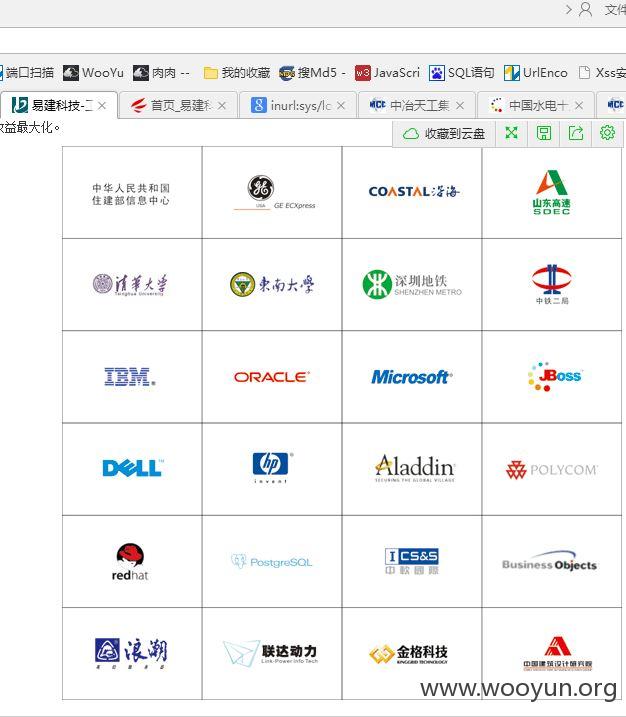 文件
端口扫描 WooYu 肉肉 -- 我的收藏 搜Md5 - JavaScri SQL语句 UrlEnco Xss安
易建科技-工 首页_易建科 inurl:sys/lo 中冶天工集 中国水电十
效益最大化。
收藏到云盘
中华人民共和国
住建部信息中心
GE
USA GE ECXpress
COASTAL 沿海
山东高速
SDEC
清华大学
Tsinghua University
东南大學
深圳地铁
SHENZHEN METRO
中铁二局
IBM®
ORACLE®
Microsoft®
JBoss
DELL™
hp®
invent
Aladdin®
SECURING THE GLOBAL VILLAGE
POLYCOM®
redhat
PostgreSQL
ICS&S
中软国际
Business Objects
浪潮
联达动力
Link-Power Info Tech
金格科技
KINGGRID TECHNOLOGY
中国建筑设计研究院
www.wooyun.org